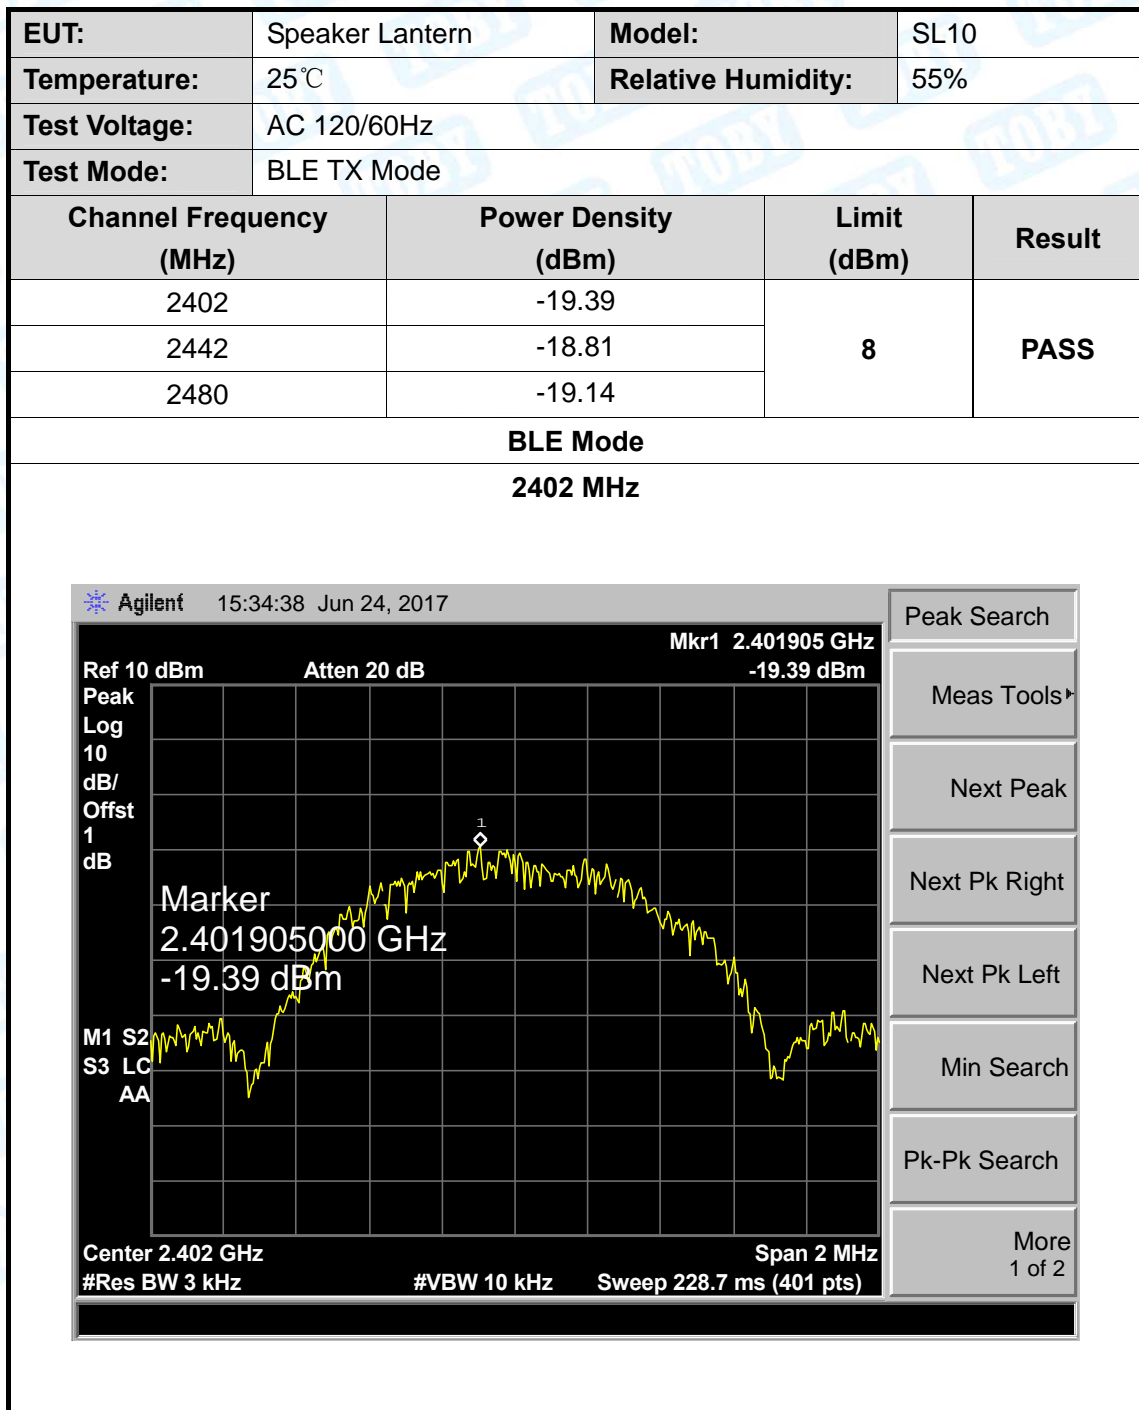 EUT: Speaker Lantern Model: SL10
Temperature: 25℃ Relative Humidity: 55%
Test Voltage: AC 120/60Hz
Test Mode: BLE TX Mode
Channel Frequency (MHz) Power Density (dBm) Limit (dBm) Result
2402 -19.39 8 PASS
2442 -18.81
2480 -19.14
BLE Mode
2402 MHz
Agilent 15:34:38 Jun 24, 2017
Mkr1 2.401905 GHz
Ref 10 dBm Atten 20 dB -19.39 dBm
Peak
Log
10
dB/
Offst
1
dB
1
Marker
2.401905000 GHz
-19.39 dBm
M1 S2
S3 LC
AA
Center 2.402 GHz Span 2 MHz
#Res BW 3 kHz #VBW 10 kHz Sweep 228.7 ms (401 pts)
Peak Search
Meas Tools
Next Peak
Next Pk Right
Next Pk Left
Min Search
Pk-Pk Search
More
1 of 2
TOBY